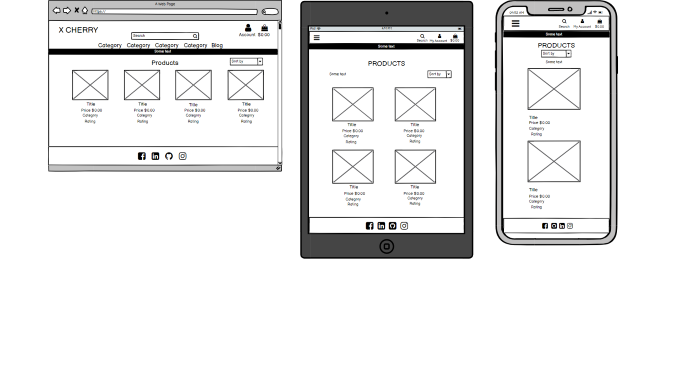 A Web Page
https://
X CHERRY
Search
Account $0.00
Category Category Category Category Blog
Some text
Products
Sort by
Title Title Title Title
Price $0.00 Price $0.00 Price $0.00 Price $0.00
Category Category Category Category
Rating Rating Rating Rating
Search My Account $0.00
Some text
PRODUCTS
Some text
Sort by
Title Title
Price $0.00 Price $0.00
Category Category
Rating Rating
Title Title
Price $0.00 Price $0.00
Category Category
Rating Rating
Search My Account $0.00
Some text
PRODUCTS
Sort by
Some text
Title
Price $0.00
Category
Rating
Title
Price $0.00
Category
Rating